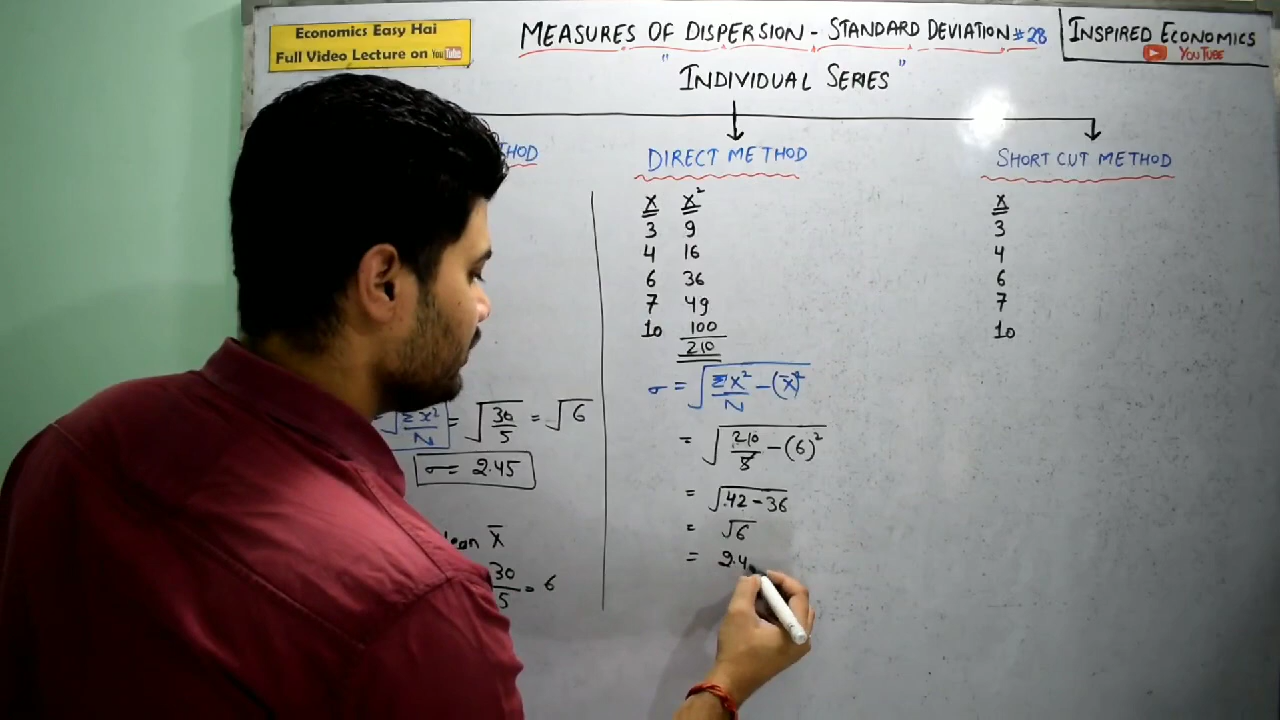 Economics Easy Hai
Full Video Lecture on YouTube
MEASURES OF DISPERSION - STANDARD DEVIATION #28
INSPIRED ECONOMICS
YOUTUBE
"INDIVIDUAL SERIES"
THOD
√Σx²/N = √30/5 = √6
σ = 2.45
ean X̄
30/5 = 6
DIRECT METHOD
X X²
3 9
4 16
6 36
7 49
10 100
210
σ = √ΣX²/N - (X̄)²
= √210/5 - (6)²
= √42 - 36
= √6
= 2.4
SHORT CUT METHOD
X
3
4
6
7
10